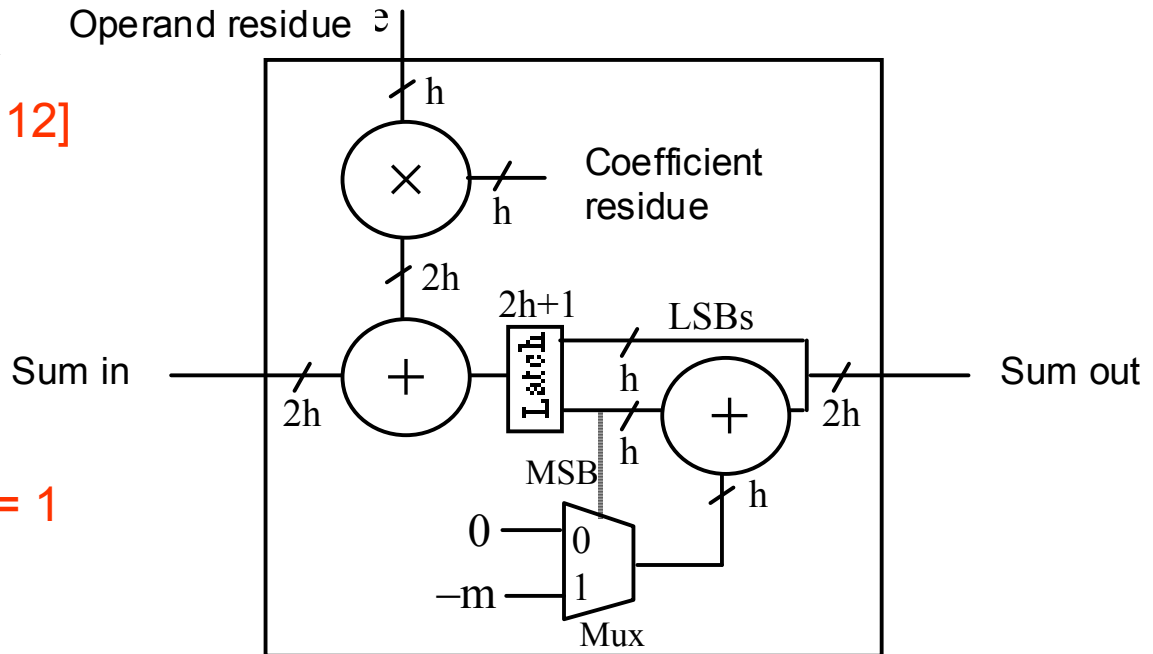 Operand residue e
h
12]
×
Coefficient
residue
h
2h
2h+1
LSBs
Latch
h
Sum in
2h
+
+
2h
Sum out
h
MSB
h
= 1
0
0
–m
1
Mux